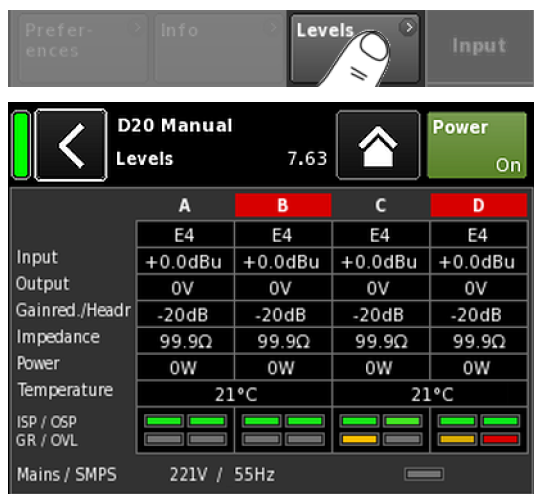 Prefer-
ences
Info
Levels
Input
D20 Manual
Levels 7.63
Power
On
A B C D
E4 E4 E4 E4
Input +0.0dBu +0.0dBu +0.0dBu +0.0dBu
Output 0V 0V 0V 0V
Gainred./Headr -20dB -20dB -20dB -20dB
Impedance 99.9Ω 99.9Ω 99.9Ω 99.9Ω
Power 0W 0W 0W 0W
Temperature 21°C 21°C
ISP / OSP
GR / OVL
Mains / SMPS 221V / 55Hz